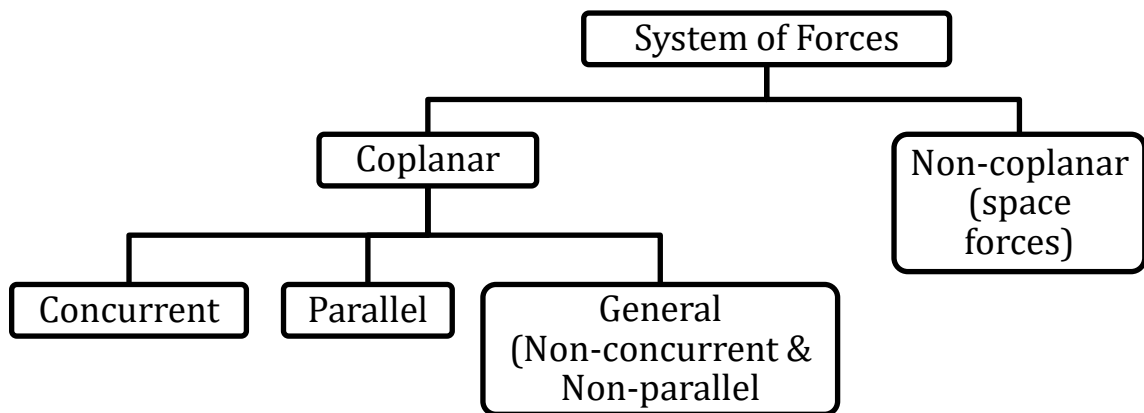 System of Forces
Coplanar
Non-coplanar
(space
forces)
Concurrent
Parallel
General
(Non-concurrent &
Non-parallel